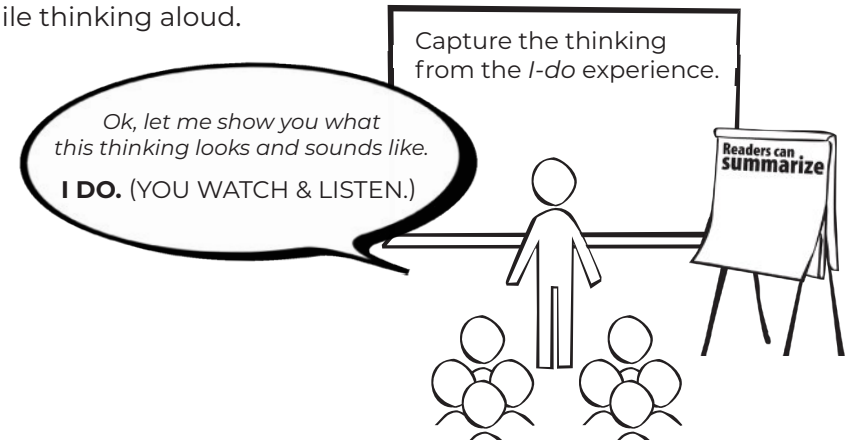 ile thinking aloud.
Capture the thinking
from the I-do experience.
Ok, let me show you what
this thinking looks and sounds like.
I DO. (YOU WATCH & LISTEN.)
Readers can
summarize